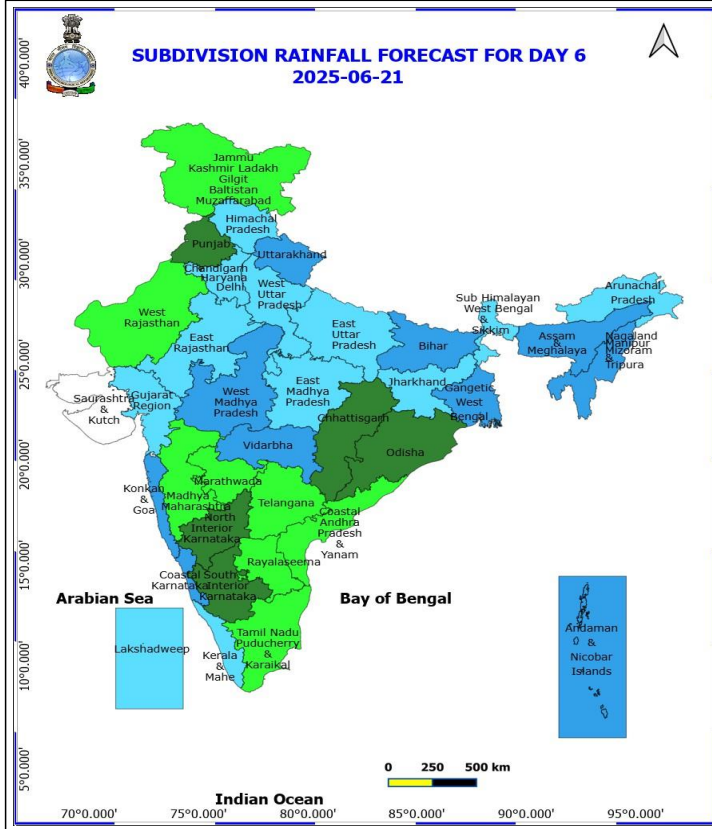 SUBDIVISION RAINFALL FORECAST FOR DAY 6
2025-06-21
40°0.000'
35°0.000'
30°0.000'
25°0.000'
20°0.000'
15°0.000'
10°0.000'
5°0.000'
Jammu
Kashmir Ladakh
Gilgit
Baltistan
Muzaffarabad
Himachal
Pradesh
Punjab
Uttarakhand
Chandigarh
Haryana
Delhi
West
Uttar
Pradesh
West
Rajasthan
East
Rajasthan
East
Uttar
Pradesh
Sub Himalayan
West Bengal
&
Sikkim
Arunachal
Pradesh
Assam
&
Meghalaya
Nagaland
Manipur
Mizoram
&
Tripura
Bihar
Saurashtra
&
Kutch
Gujarat
Region
West
Madhya
Pradesh
East
Madhya
Pradesh
Jharkhand
Gangetic
West
Bengal
Chhattisgarh
Odisha
Vidarbha
Konkan
&
Goa
Madhya
Maharashtra
Marathwada
Telangana
Coastal
Andhra
Pradesh
&
Yanam
North
Interior
Karnataka
Rayalaseema
Coastal
Karnataka
South
Interior
Karnataka
Arabian Sea
Bay of Bengal
Lakshadweep
Kerala
&
Mahe
Tamil Nadu
Puducherry
&
Karaikal
Andaman
&
Nicobar
Islands
0 250 500 km
Indian Ocean
70°0.000' 75°0.000' 80°0.000' 85°0.000' 90°0.000' 95°0.000'